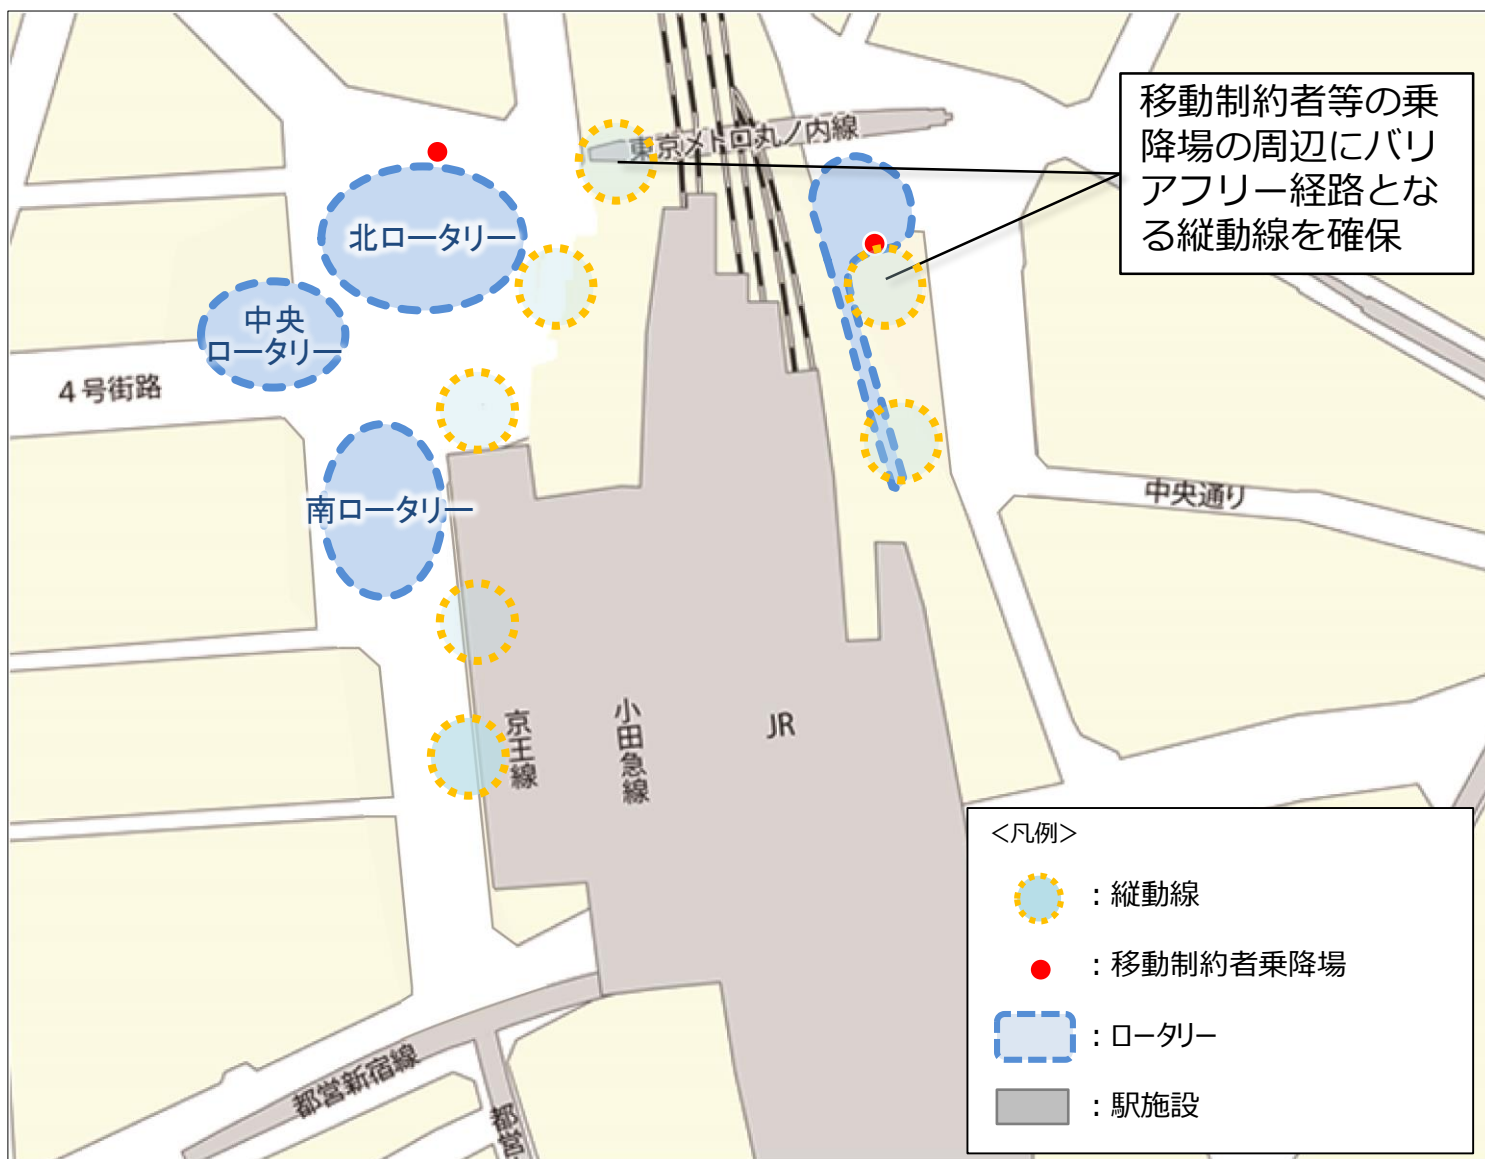 移動制約者等の乗
降場の周辺にバリ
アフリー経路とな
る縦動線を確保
東京メトロ丸ノ内線
北ロータリー
中央
ロータリー
4号街路
南ロータリー
中央通り
京王線
小田急線
JR
都営新宿線
都営
<凡例>
：縦動線
：移動制約者乗降場
：ロータリー
：駅施設